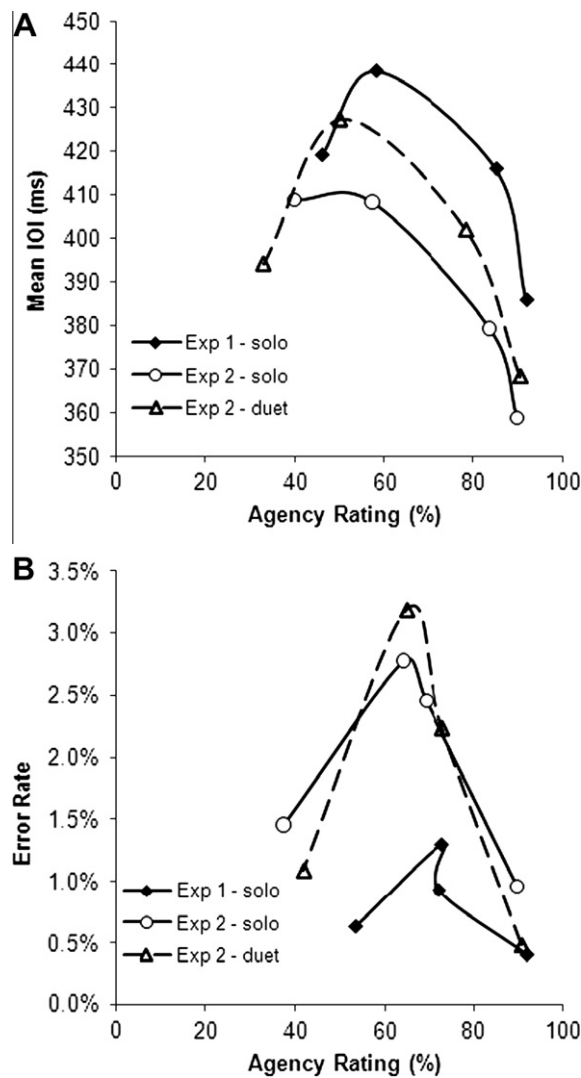 A
450
440
430
420
410
400
390
380
370
360
350
Mean IOI (ms)
Exp 1 - solo
Exp 2 - solo
Exp 2 - duet
0 20 40 60 80 100
Agency Rating (%)
B
3.5%
3.0%
2.5%
2.0%
1.5%
1.0%
0.5%
0.0%
Error Rate
Exp 1 - solo
Exp 2 - solo
Exp 2 - duet
0 20 40 60 80 100
Agency Rating (%)